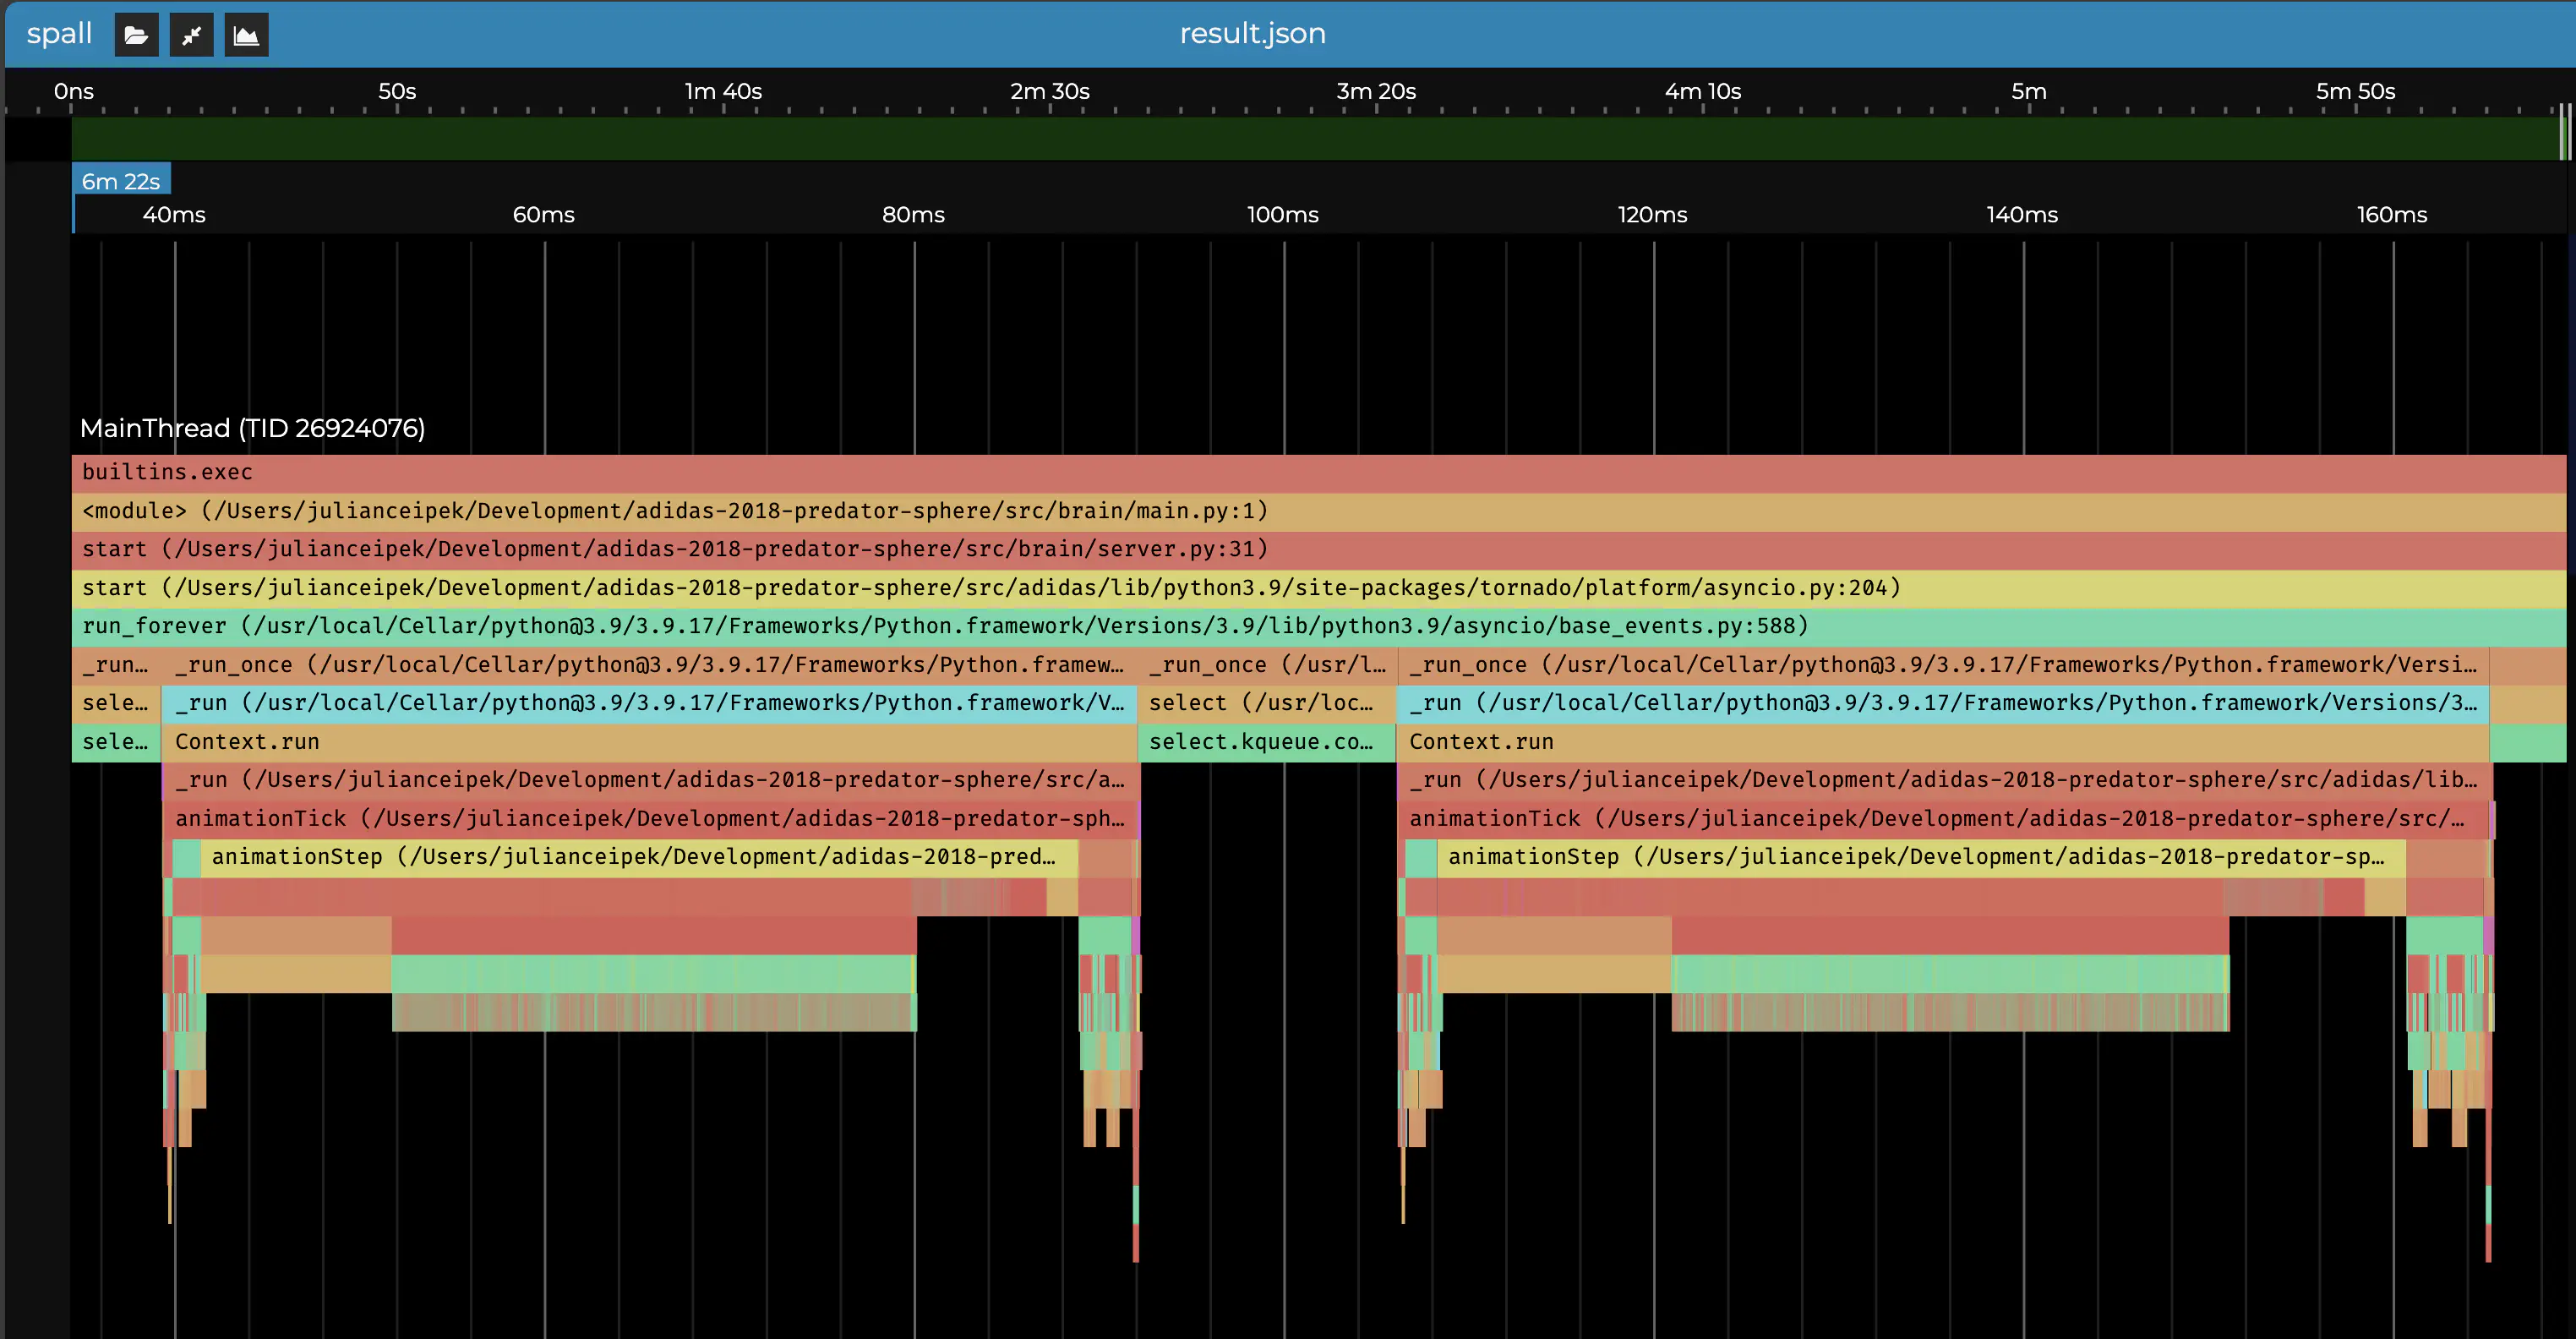 spall result.json
0ns 50s 1m 40s 2m 30s 3m 20s 4m 10s 5m 5m 50s
6m 22s
40ms 60ms 80ms 100ms 120ms 140ms 160ms
MainThread (TID 26924076)
builtins.exec
<module> (/Users/julianceipek/Development/adidas-2018-predator-sphere/src/brain/main.py:1)
start (/Users/julianceipek/Development/adidas-2018-predator-sphere/src/brain/server.py:31)
start (/Users/julianceipek/Development/adidas-2018-predator-sphere/src/adidas/lib/python3.9/site-packages/tornado/platform/asyncio.py:204)
run_forever (/usr/local/Cellar/python@3.9/3.9.17/Frameworks/Python.framework/Versions/3.9/lib/python3.9/asyncio/base_events.py:588)
_run… _run_once (/usr/local/Cellar/python@3.9/3.9.17/Frameworks/Python.framew… _run_once (/usr/l… _run_once (/usr/local/Cellar/python@3.9/3.9.17/Frameworks/Python.framework/Versi…
sele… _run (/usr/local/Cellar/python@3.9/3.9.17/Frameworks/Python.framework/V… select (/usr/loc… _run (/usr/local/Cellar/python@3.9/3.9.17/Frameworks/Python.framework/Versions/3…
sele… Context.run select.kqueue.co… Context.run
_run (/Users/julianceipek/Development/adidas-2018-predator-sphere/src/a… _run (/Users/julianceipek/Development/adidas-2018-predator-sphere/src/adidas/lib…
animationTick (/Users/julianceipek/Development/adidas-2018-predator-sph… animationTick (/Users/julianceipek/Development/adidas-2018-predator-sphere/src/…
animationStep (/Users/julianceipek/Development/adidas-2018-pred… animationStep (/Users/julianceipek/Development/adidas-2018-predator-sp…